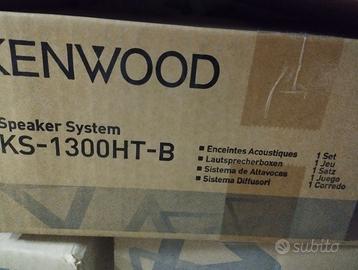 KENWOOD
Speaker System
KS-1300HT-B
1 Set
Enceintes Acoustiques 1 Jeu
Lautsprecherboxen 1 Satz
Sistema de Altavoces 1 Juego
Sistema Diffusori 1 Corredo
subito